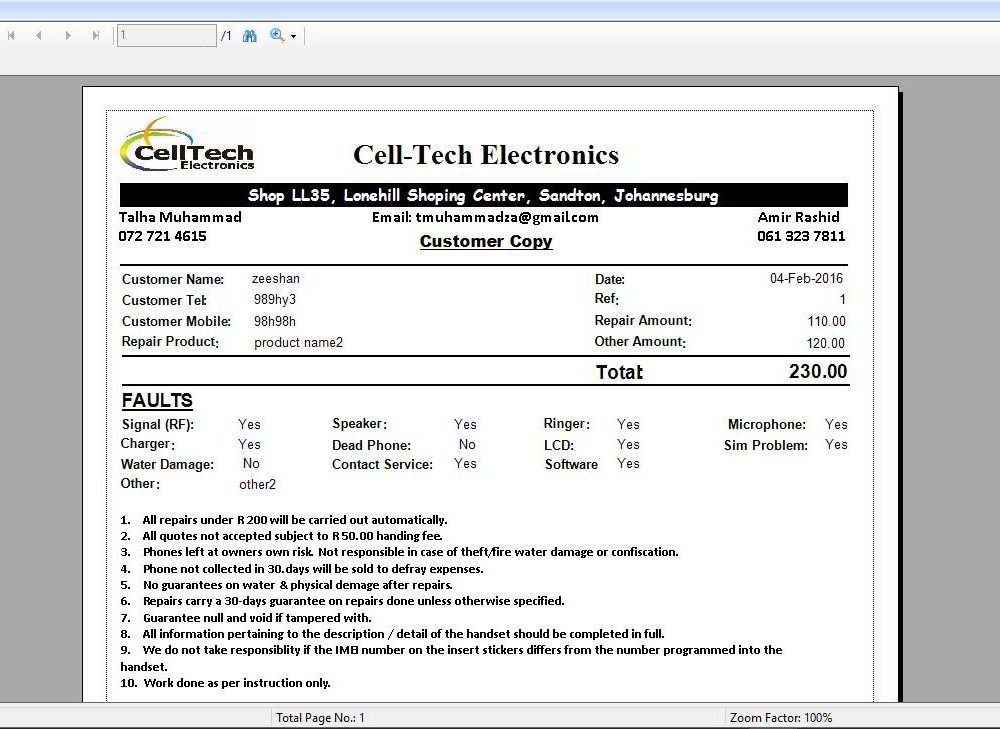 1 /1
CellTech
Electronics
Cell-Tech Electronics
Shop LL35, Lonehill Shoping Center, Sandton, Johannesburg
Talha Muhammad Email: tmuhammadza@gmail.com Amir Rashid
072 721 4615 Customer Copy 061 323 7811
Customer Name: zeeshan Date: 04-Feb-2016
Customer Tel: 989hy3 Ref: 1
Customer Mobile: 98h98h Repair Amount: 110.00
Repair Product: product name2 Other Amount: 120.00
Total: 230.00
FAULTS
Signal (RF): Yes Speaker: Yes Ringer: Yes Microphone: Yes
Charger: Yes Dead Phone: No LCD: Yes Sim Problem: Yes
Water Damage: No Contact Service: Yes Software Yes
Other: other2
1. All repairs under R 200 will be carried out automatically.
2. All quotes not accepted subject to R 50.00 handing fee.
3. Phones left at owners own risk. Not responsible in case of theft/fire water damage or confiscation.
4. Phone not collected in 30.days will be sold to defray expenses.
5. No guarantees on water & physical demage after repairs.
6. Repairs carry a 30-days guarantee on repairs done unless otherwise specified.
7. Guarantee null and void if tampered with.
8. All information pertaining to the description / detail of the handset should be completed in full.
9. We do not take responsiblity if the IMEI number on the insert stickers differs from the number programmed into the
handset.
10. Work done as per instruction only.
Total Page No.: 1 Zoom Factor: 100%